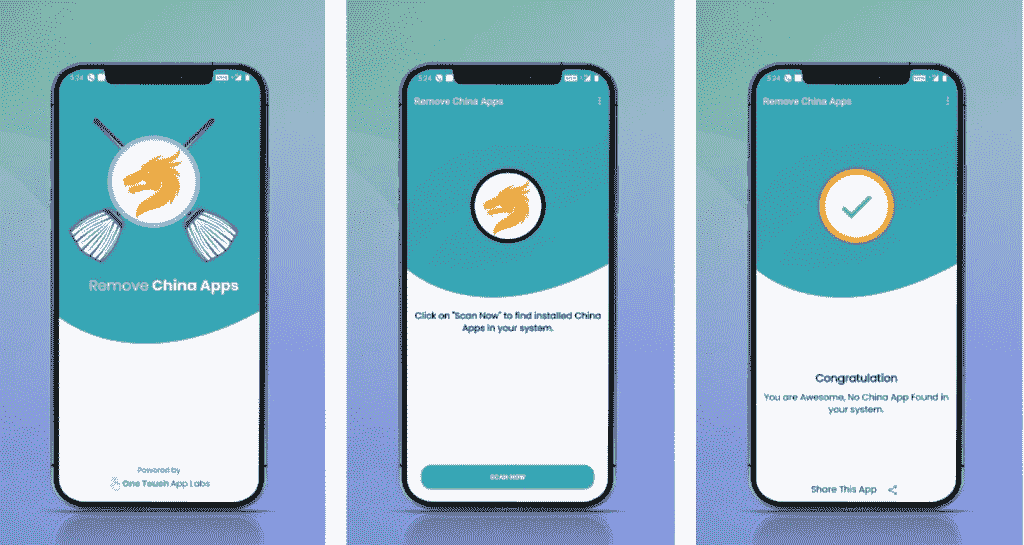 5:24
Remove China Apps
Powered by
One Touch App Labs
5:24
Remove China Apps
Click on "Scan Now" to find installed China
Apps in your system.
SCAN NOW
5:24
Remove China Apps
Congratulation
You are Awesome, No China App Found in
your system.
Share This App